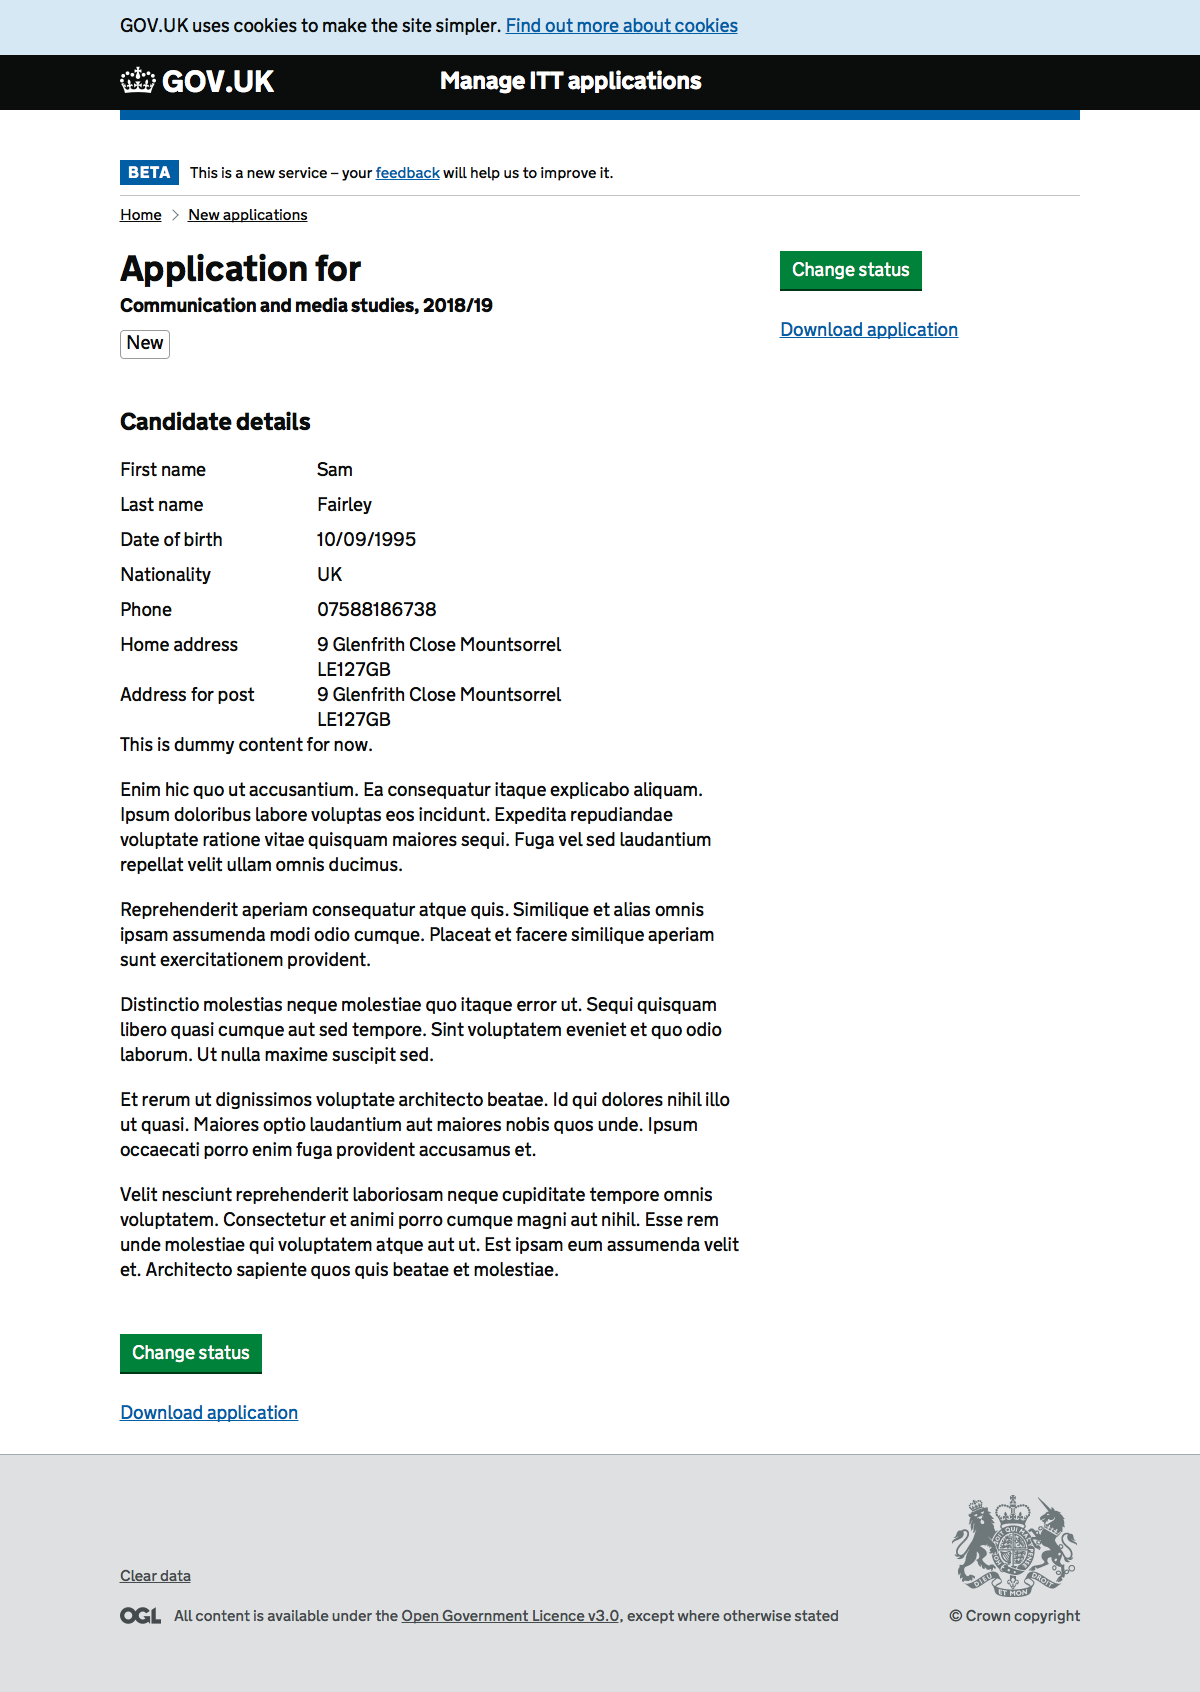 GOV.UK uses cookies to make the site simpler. Find out more about cookies
GOV.UK
Manage ITT applications
BETA This is a new service – your feedback will help us to improve it.
Home > New applications
Application for
Communication and media studies, 2018/19
New
Change status
Download application
Candidate details
First name Sam
Last name Fairley
Date of birth 10/09/1995
Nationality UK
Phone 07588186738
Home address 9 Glenfrith Close Mountsorrel
LE127GB
Address for post 9 Glenfrith Close Mountsorrel
LE127GB
This is dummy content for now.
Enim hic quo ut accusantium. Ea consequatur itaque explicabo aliquam.
Ipsum doloribus labore voluptas eos incidunt. Expedita repudiandae
voluptate ratione vitae quisquam maiores sequi. Fuga vel sed laudantium
repellat velit ullam omnis ducimus.
Reprehenderit aperiam consequatur atque quis. Similique et alias omnis
ipsam assumenda modi odio cumque. Placeat et facere similique aperiam
sunt exercitationem provident.
Distinctio molestias neque molestiae quo itaque error ut. Sequi quisquam
libero quasi cumque aut sed tempore. Sint voluptatem eveniet et quo odio
laborum. Ut nulla maxime suscipit sed.
Et rerum ut dignissimos voluptate architecto beatae. Id qui dolores nihil illo
ut quasi. Maiores optio laudantium aut maiores nobis quos unde. Ipsum
occaecati porro enim fuga provident accusamus et.
Velit nesciunt reprehenderit laboriosam neque cupiditate tempore omnis
voluptatem. Consectetur et animi porro cumque magni aut nihil. Esse rem
unde molestiae qui voluptatem atque aut ut. Est ipsam eum assumenda velit
et. Architecto sapiente quos quis beatae et molestiae.
Change status
Download application
Clear data
OGL All content is available under the Open Government Licence v3.0, except where otherwise stated
DIEU ET MON DROIT
© Crown copyright